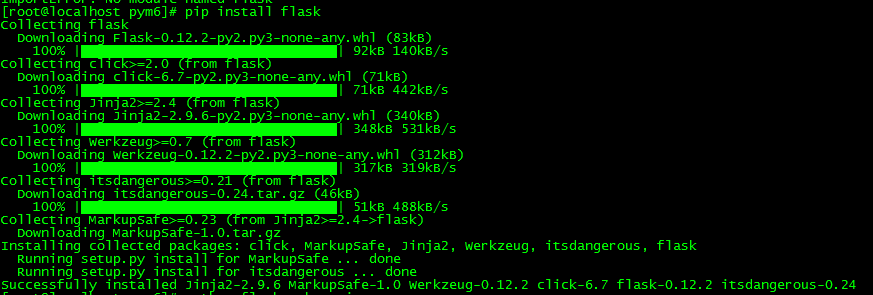 ImportError: No module named flask
[root@localhost pym6]# pip install flask
Collecting flask
  Downloading Flask-0.12.2-py2.py3-none-any.whl (83kB)
    100% |████████████████████████████████| 92kB 140kB/s
Collecting click>=2.0 (from flask)
  Downloading click-6.7-py2.py3-none-any.whl (71kB)
    100% |████████████████████████████████| 71kB 442kB/s
Collecting Jinja2>=2.4 (from flask)
  Downloading Jinja2-2.9.6-py2.py3-none-any.whl (340kB)
    100% |████████████████████████████████| 348kB 531kB/s
Collecting Werkzeug>=0.7 (from flask)
  Downloading Werkzeug-0.12.2-py2.py3-none-any.whl (312kB)
    100% |████████████████████████████████| 317kB 319kB/s
Collecting itsdangerous>=0.21 (from flask)
  Downloading itsdangerous-0.24.tar.gz (46kB)
    100% |████████████████████████████████| 51kB 488kB/s
Collecting MarkupSafe>=0.23 (from Jinja2>=2.4->flask)
  Downloading MarkupSafe-1.0.tar.gz
Installing collected packages: click, MarkupSafe, Jinja2, Werkzeug, itsdangerous, flask
  Running setup.py install for MarkupSafe ... done
  Running setup.py install for itsdangerous ... done
Successfully installed Jinja2-2.9.6 MarkupSafe-1.0 Werkzeug-0.12.2 click-6.7 flask-0.12.2 itsdangerous-0.24